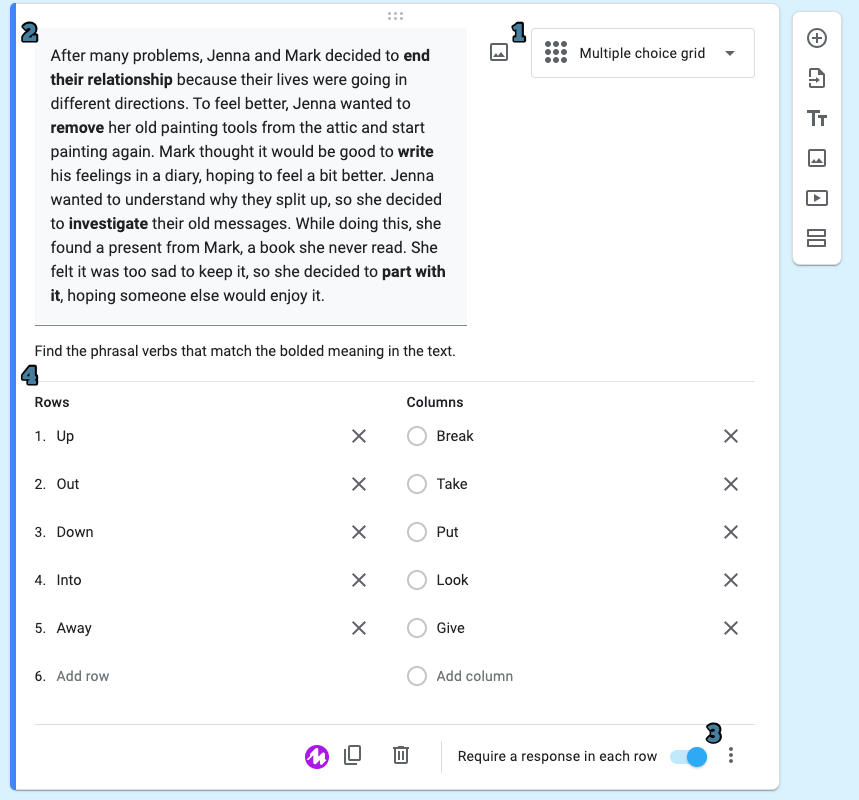 2
1
After many problems, Jenna and Mark decided to end
their relationship because their lives were going in
different directions. To feel better, Jenna wanted to
remove her old painting tools from the attic and start
painting again. Mark thought it would be good to write
his feelings in a diary, hoping to feel a bit better. Jenna
wanted to understand why they split up, so she decided
to investigate their old messages. While doing this, she
found a present from Mark, a book she never read. She
felt it was too sad to keep it, so she decided to part with
it, hoping someone else would enjoy it.
Multiple choice grid
Tт
Find the phrasal verbs that match the bolded meaning in the text.
4
Rows
Columns
1. Up
Break
2. Out
Take
3. Down
Put
4. Into
Look
5. Away
Give
6. Add row
Add column
3
Require a response in each row